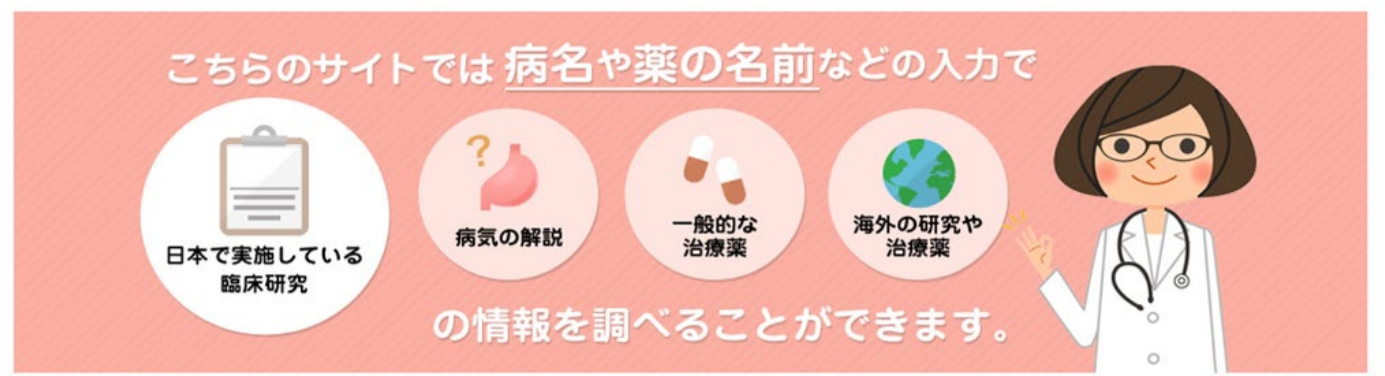 こちらのサイトでは 病名や薬の名前などの入力で
?
日本で実施している
臨床研究
病気の解説
一般的な
治療薬
海外の研究や
治療薬
の情報を調べることができます。